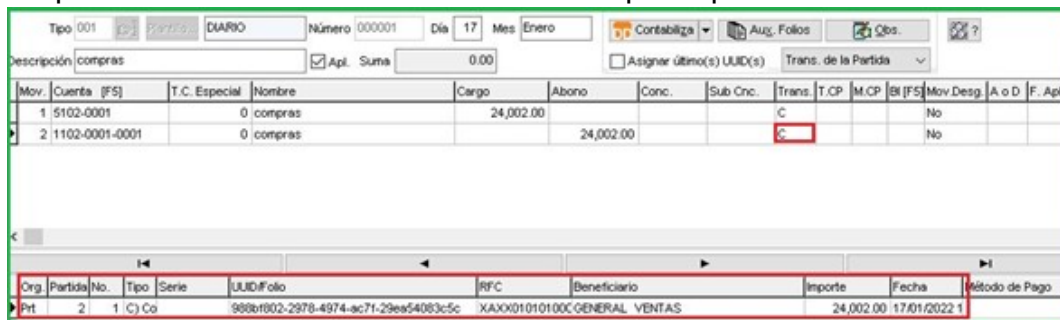 Tipo 001 DIARIO Número 000001 Día 17 Mes Enero Contabiliza Aux. Folios Obs. ?
Descripción compras Apl. Suma 0.00 Asignar último(s) UUID(s) Trans. de la Partida
Mov. Cuenta [F5] T.C. Especial Nombre Cargo Abono Conc. Sub Cnc. Trans. T.CP M.CP BI [F5] Mov.Desg. A o D F. Apl
1 5102-0001 0 compras 24,002.00 C No
2 1102-0001-0001 0 compras 24,002.00 C No
Org. Partida No. Tipo Serie UUID/Folio RFC Beneficiario Importe Fecha Método de Pago
Prt 2 1 C) Co 988bf802-2978-4974-ac7f-29ea54083c5c XAXX01010100C GENERAL VENTAS 24,002.00 17/01/2022 1